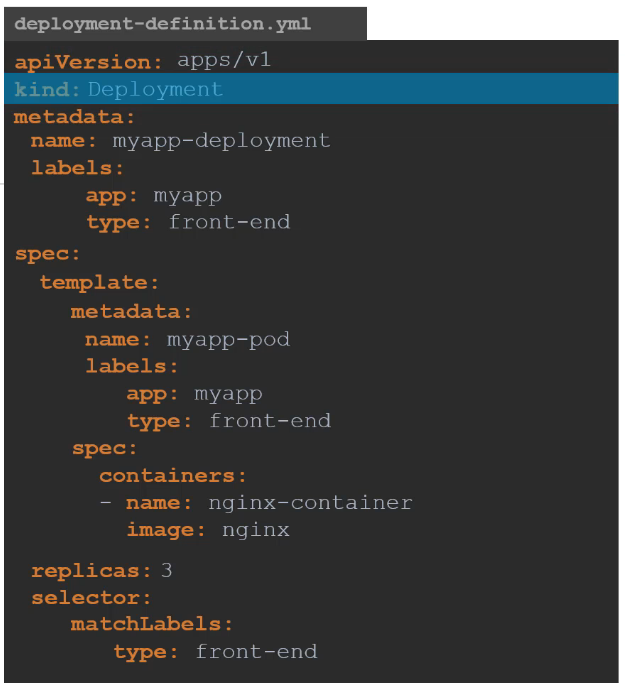 deployment-definition.yml
apiVersion: apps/v1
kind: Deployment
metadata:
name: myapp-deployment
labels:
app: myapp
type: front-end
spec:
template:
metadata:
name: myapp-pod
labels:
app: myapp
type: front-end
spec:
containers:
- name: nginx-container
image: nginx
replicas: 3
selector:
matchLabels:
type: front-end